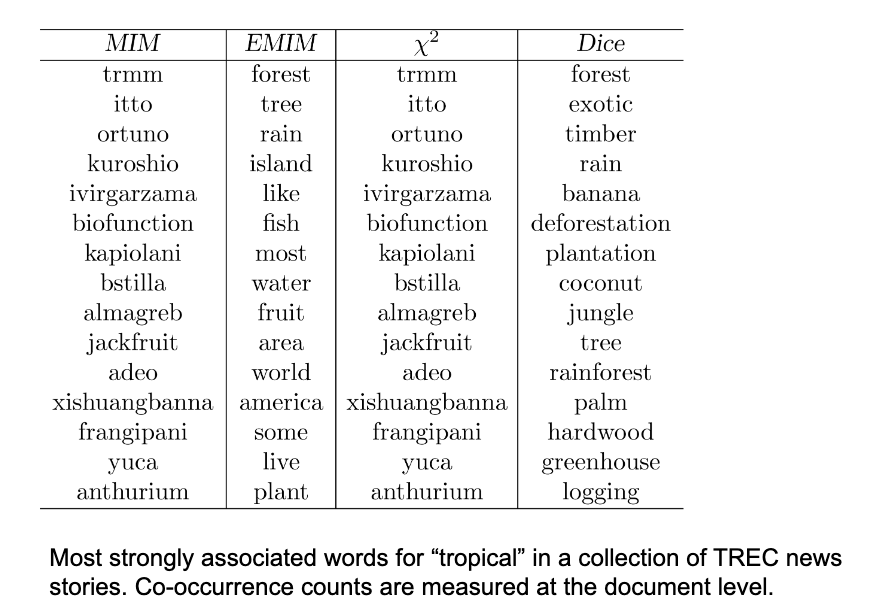 MIM EMIM χ² Dice
trmm forest trmm forest
itto tree itto exotic
ortuno rain ortuno timber
kuroshio island kuroshio rain
ivirgarzama like ivirgarzama banana
biofunction fish biofunction deforestation
kapiolani most kapiolani plantation
bstilla water bstilla coconut
almagreb fruit almagreb jungle
jackfruit area jackfruit tree
adeo world adeo rainforest
xishuangbanna america xishuangbanna palm
frangipani some frangipani hardwood
yuca live yuca greenhouse
anthurium plant anthurium logging
Most strongly associated words for “tropical” in a collection of TREC news
stories. Co-occurrence counts are measured at the document level.